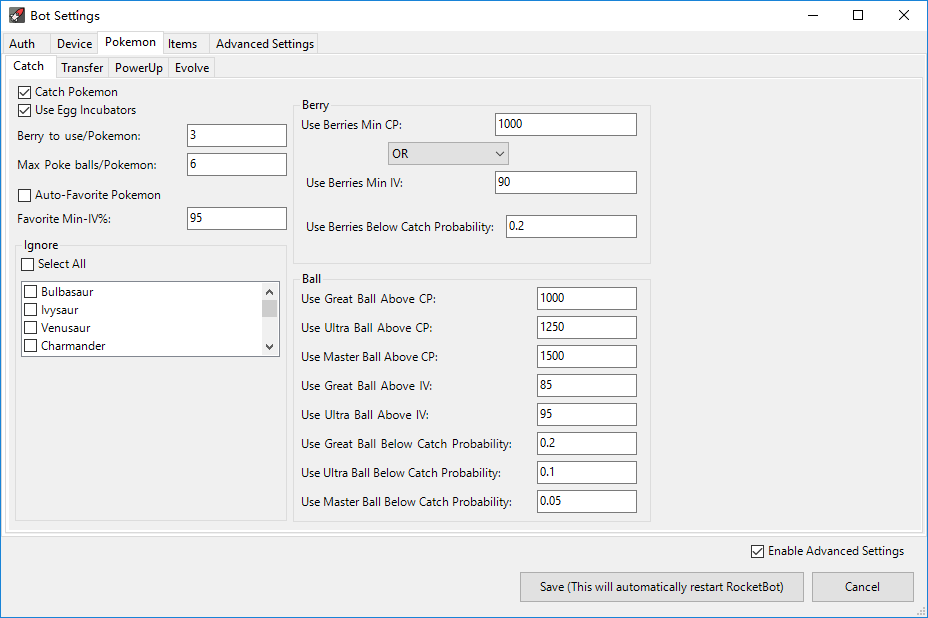 Bot Settings
Auth Device Pokemon Items Advanced Settings
Catch Transfer PowerUp Evolve
Catch Pokemon
Use Egg Incubators
Berry to use/Pokemon: 3
Max Poke balls/Pokemon: 6
Auto-Favorite Pokemon
Favorite Min-IV%: 95
Ignore
Select All
Bulbasaur
Ivysaur
Venusaur
Charmander
Berry
Use Berries Min CP: 1000
OR
Use Berries Min IV: 90
Use Berries Below Catch Probability: 0.2
Ball
Use Great Ball Above CP: 1000
Use Ultra Ball Above CP: 1250
Use Master Ball Above CP: 1500
Use Great Ball Above IV: 85
Use Ultra Ball Above IV: 95
Use Great Ball Below Catch Probability: 0.2
Use Ultra Ball Below Catch Probability: 0.1
Use Master Ball Below Catch Probability: 0.05
Enable Advanced Settings
Save (This will automatically restart RocketBot) Cancel